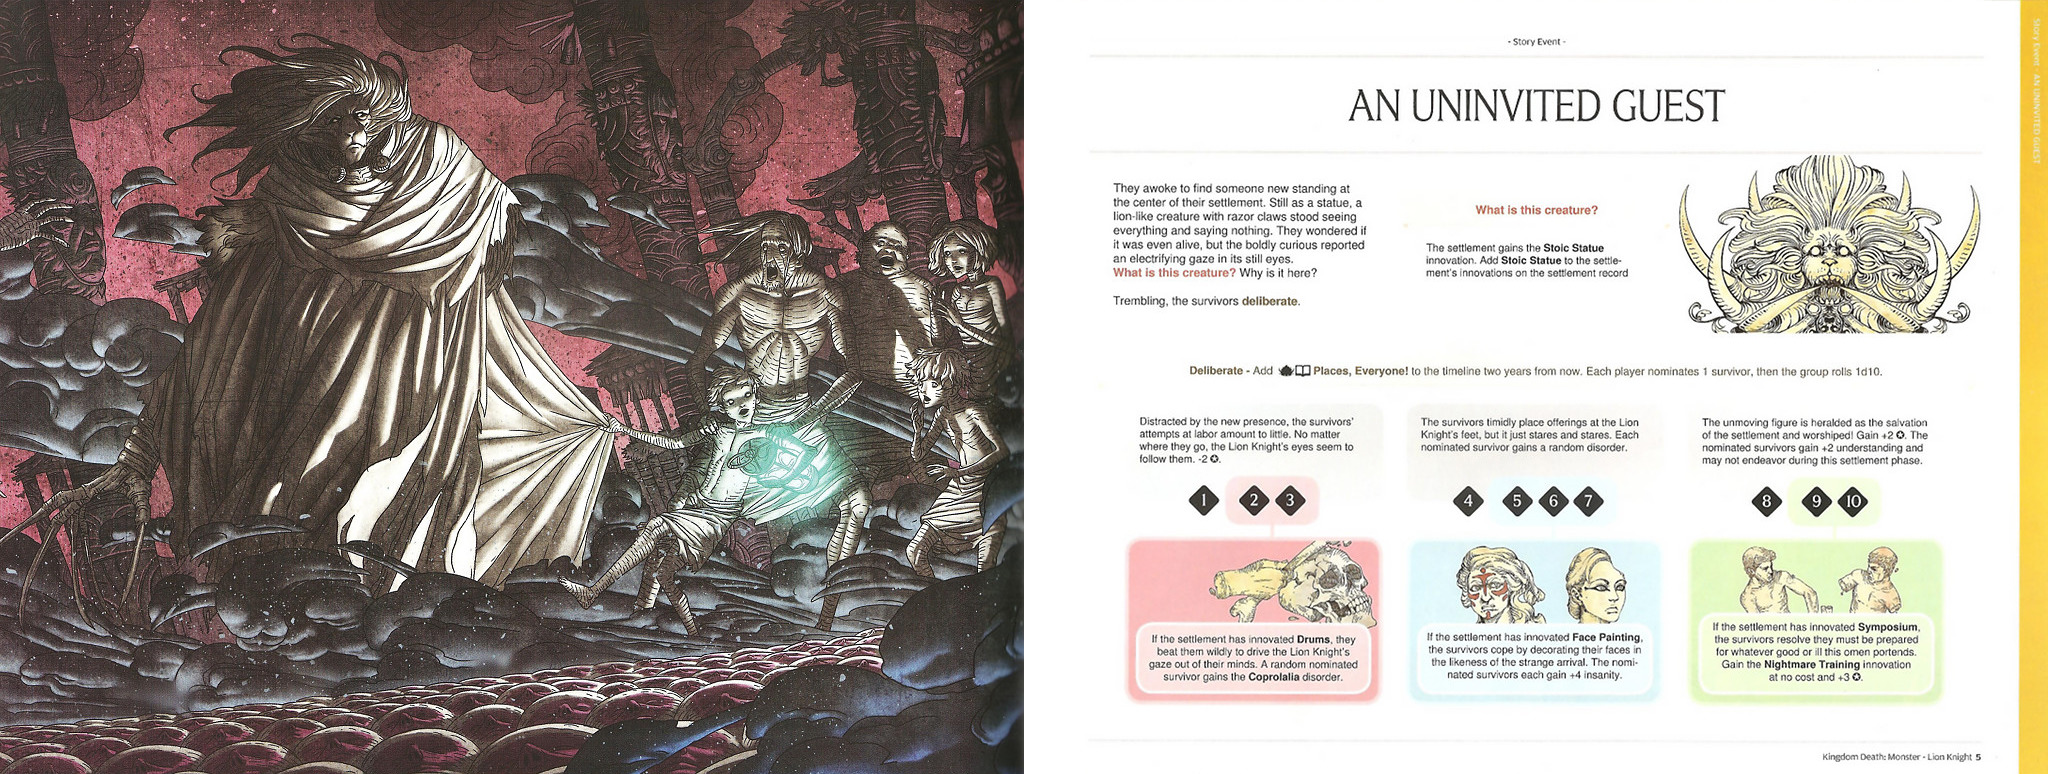 - Story Event -
AN UNINVITED GUEST
They awoke to find someone new standing at
the center of their settlement. Still as a statue, a
lion-like creature with razor claws stood seeing
everything and saying nothing. They wondered if
it was even alive, but the boldly curious reported
an electrifying gaze in its still eyes.
What is this creature? Why is it here?
Trembling, the survivors deliberate.
What is this creature?
The settlement gains the Stoic Statue
innovation. Add Stoic Statue to the settle-
ment's innovations on the settlement record
Deliberate - Add Places, Everyone! to the timeline two years from now. Each player nominates 1 survivor, then the group rolls 1d10.
Distracted by the new presence, the survivors'
attempts at labor amount to little. No matter
where they go, the Lion Knight's eyes seem to
follow them. -2 .
1 2 3
If the settlement has innovated Drums, they
beat them wildly to drive the Lion Knight's
gaze out of their minds. A random nominated
survivor gains the Coprolalia disorder.
The survivors timidly place offerings at the Lion
Knight's feet, but it just stares and stares. Each
nominated survivor gains a random disorder.
4 5 6 7
If the settlement has innovated Face Painting,
the survivors cope by decorating their faces in
the likeness of the strange arrival. The nomi-
nated survivors each gain +4 insanity.
The unmoving figure is heralded as the salvation
of the settlement and worshiped! Gain +2 . The
nominated survivors gain +2 understanding and
may not endeavor during this settlement phase.
8 9 10
If the settlement has innovated Symposium,
the survivors resolve they must be prepared
for whatever good or ill this omen portends.
Gain the Nightmare Training innovation
at no cost and +3 .
Kingdom Death: Monster - Lion Knight 5
Story Event - AN UNINVITED GUEST